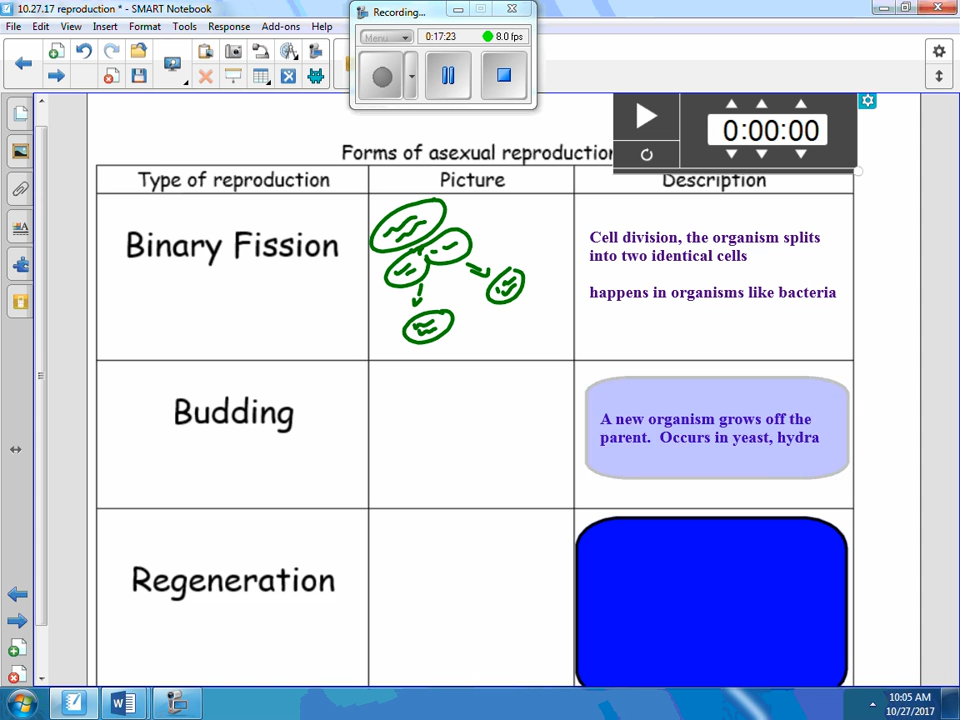 10.27.17 reproduction * - SMART Notebook
Recording...
File Edit View Insert Format Tools Response Add-ons Help
Menu
0:17:23
8.0 fps
0:00:00
Forms of asexual reproduction
Type of reproduction
Picture
Description
Binary Fission
Cell division, the organism splits
into two identical cells
happens in organisms like bacteria
Budding
A new organism grows off the
parent. Occurs in yeast, hydra
Regeneration
10:05 AM
10/27/2017